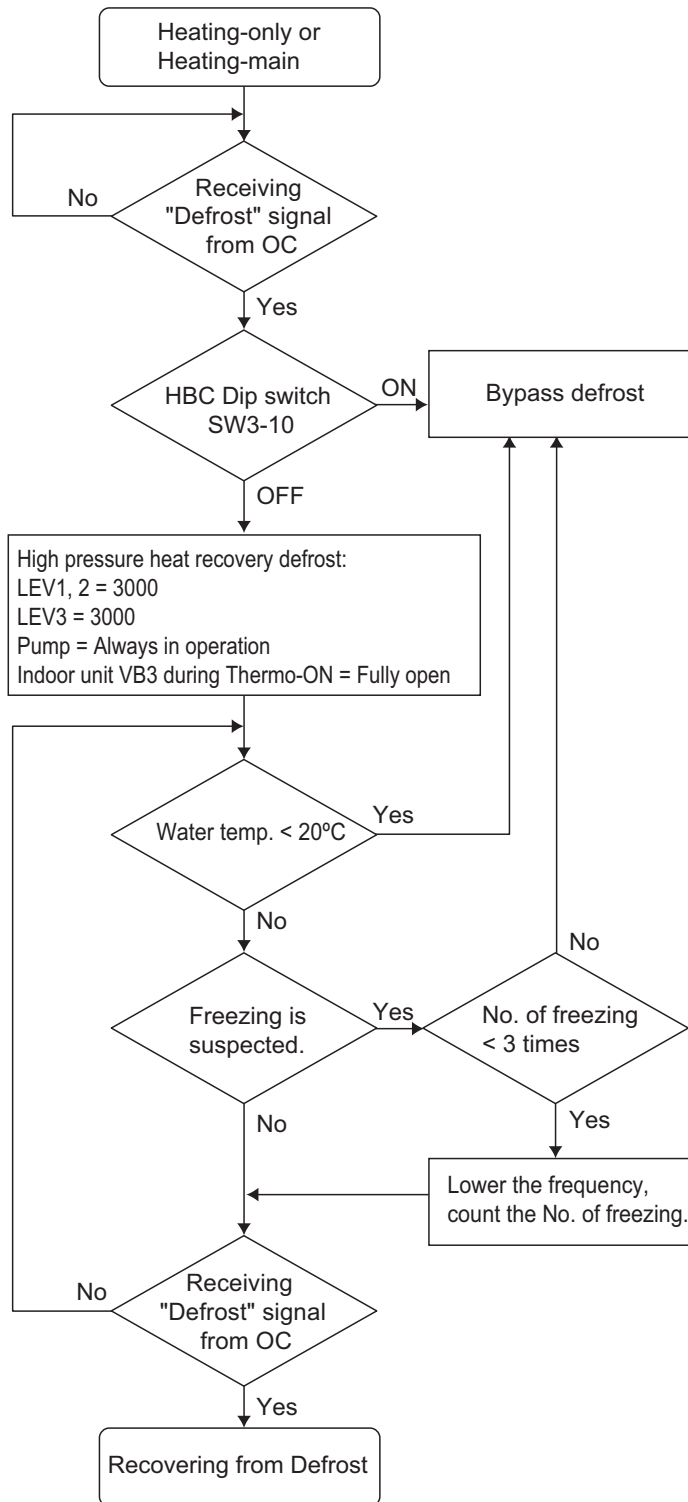 Heating-only or
Heating-main
No
Receiving
"Defrost" signal
from OC
Yes
HBC Dip switch
SW3-10
ON
Bypass defrost
OFF
High pressure heat recovery defrost:
LEV1, 2 = 3000
LEV3 = 3000
Pump = Always in operation
Indoor unit VB3 during Thermo-ON = Fully open
Water temp. < 20ºC
Yes
No
Freezing is
suspected.
Yes
No. of freezing
< 3 times
No
Yes
No
Lower the frequency,
count the No. of freezing.
No
Receiving
"Defrost" signal
from OC
Yes
Recovering from Defrost